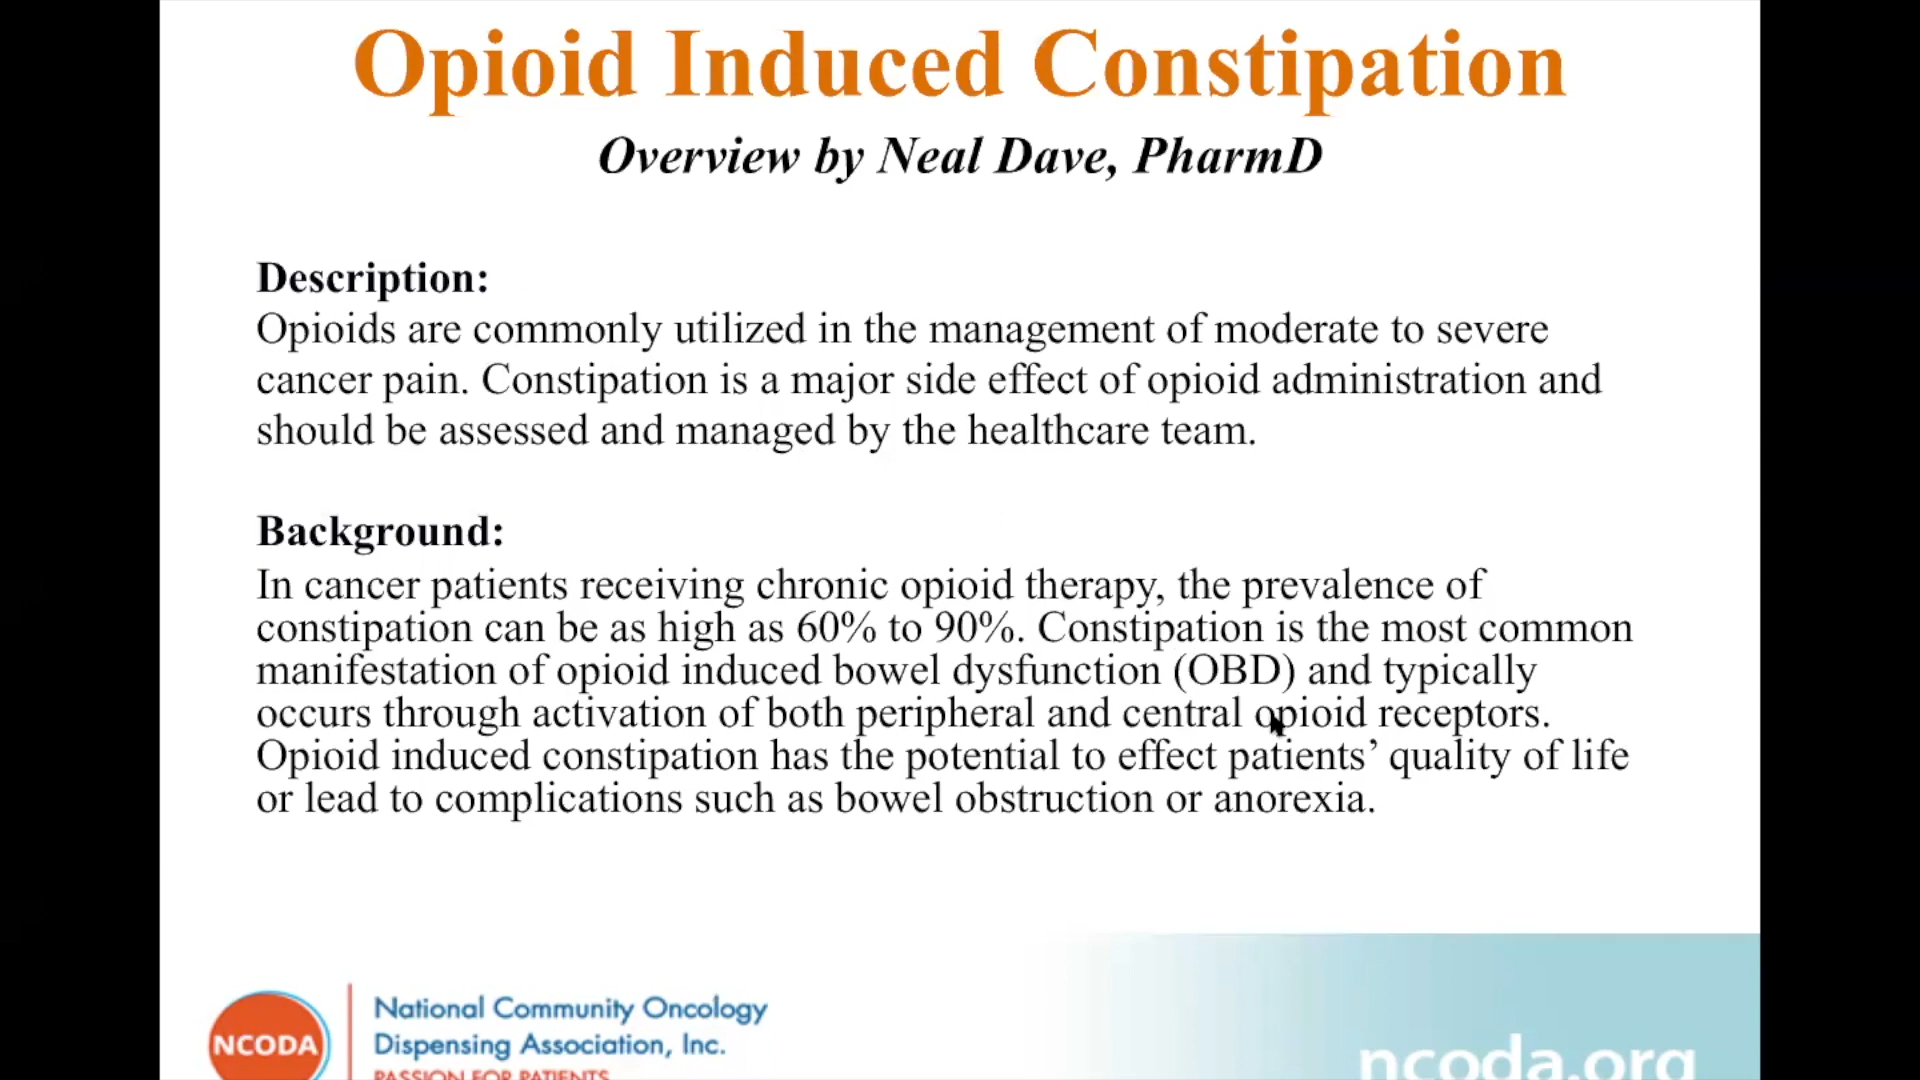 Opioid Induced Constipation
Overview by Neal Dave, PharmD
Description:
Opioids are commonly utilized in the management of moderate to severe
cancer pain. Constipation is a major side effect of opioid administration and
should be assessed and managed by the healthcare team.
Background:
In cancer patients receiving chronic opioid therapy, the prevalence of
constipation can be as high as 60% to 90%. Constipation is the most common
manifestation of opioid induced bowel dysfunction (OBD) and typically
occurs through activation of both peripheral and central opioid receptors.
Opioid induced constipation has the potential to effect patients’ quality of life
or lead to complications such as bowel obstruction or anorexia.
NCODA
National Community Oncology
Dispensing Association, Inc.
PASSION FOR PATIENTS
ncoda.org